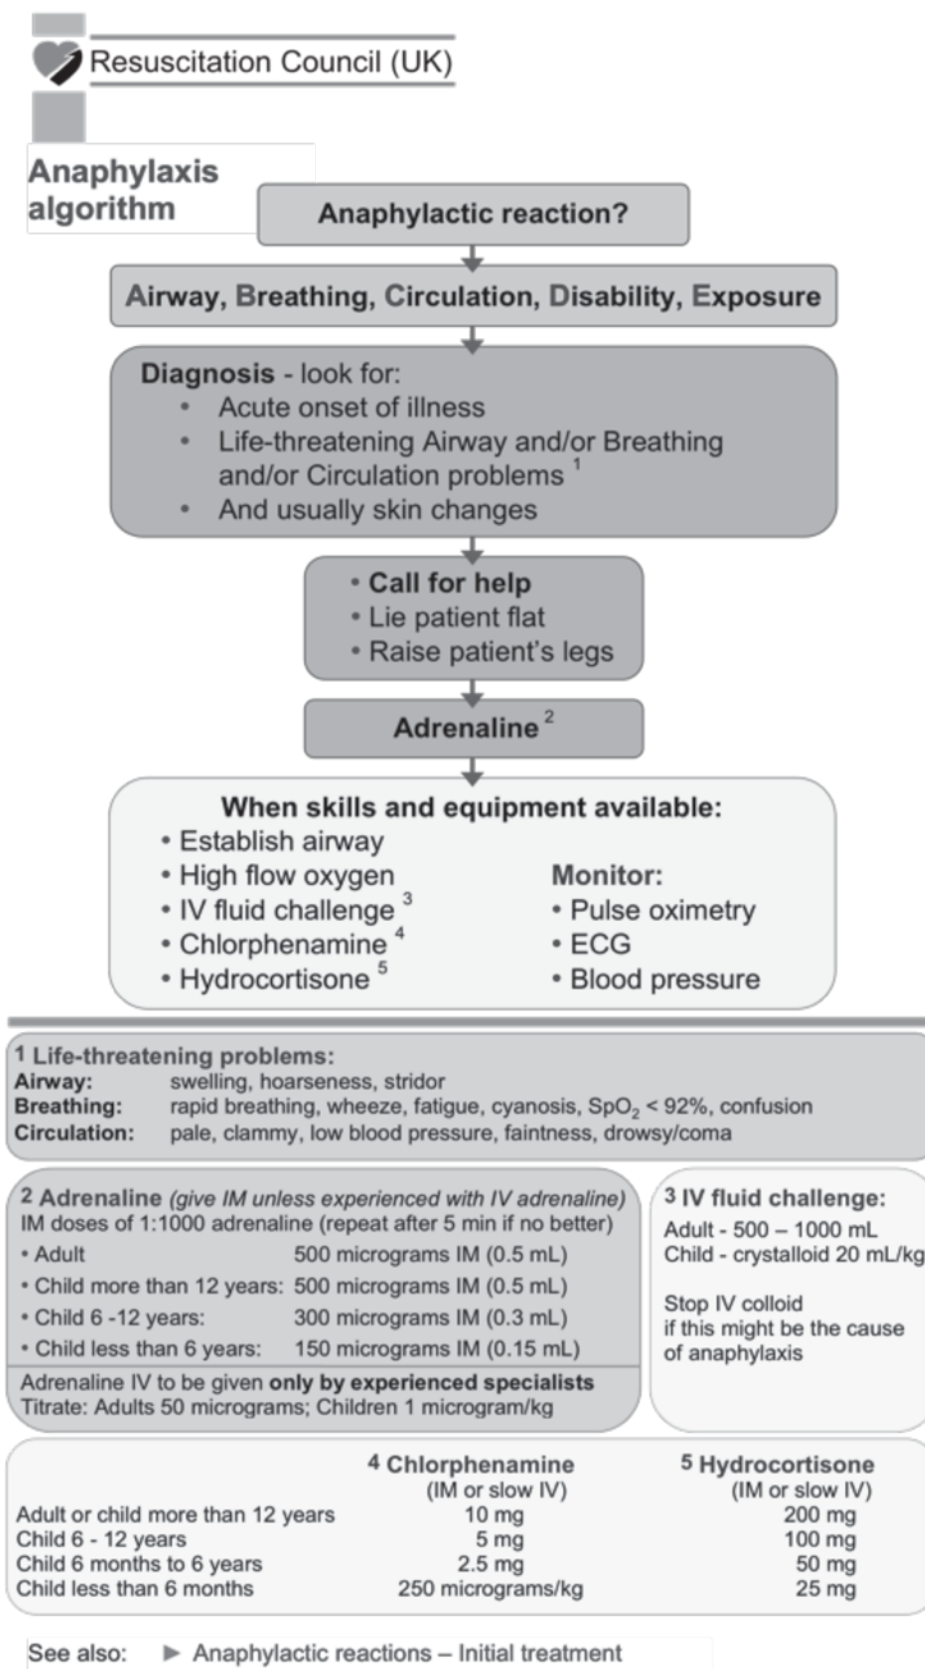 Resuscitation Council (UK)
Anaphylaxis
algorithm
Anaphylactic reaction?
Airway, Breathing, Circulation, Disability, Exposure
Diagnosis - look for:
• Acute onset of illness
• Life-threatening Airway and/or Breathing
and/or Circulation problems 1
• And usually skin changes
• Call for help
• Lie patient flat
• Raise patient's legs
Adrenaline 2
When skills and equipment available:
• Establish airway
• High flow oxygen
• IV fluid challenge 3
• Chlorphenamine 4
• Hydrocortisone 5
Monitor:
• Pulse oximetry
• ECG
• Blood pressure
1 Life-threatening problems:
Airway: swelling, hoarseness, stridor
Breathing: rapid breathing, wheeze, fatigue, cyanosis, SpO₂ < 92%, confusion
Circulation: pale, clammy, low blood pressure, faintness, drowsy/coma
2 Adrenaline (give IM unless experienced with IV adrenaline)
IM doses of 1:1000 adrenaline (repeat after 5 min if no better)
• Adult 500 micrograms IM (0.5 mL)
• Child more than 12 years: 500 micrograms IM (0.5 mL)
• Child 6 -12 years: 300 micrograms IM (0.3 mL)
• Child less than 6 years: 150 micrograms IM (0.15 mL)
Adrenaline IV to be given only by experienced specialists
Titrate: Adults 50 micrograms; Children 1 microgram/kg
3 IV fluid challenge:
Adult - 500 – 1000 mL
Child - crystalloid 20 mL/kg
Stop IV colloid
if this might be the cause
of anaphylaxis
4 Chlorphenamine 5 Hydrocortisone
(IM or slow IV) (IM or slow IV)
Adult or child more than 12 years 10 mg 200 mg
Child 6 - 12 years 5 mg 100 mg
Child 6 months to 6 years 2.5 mg 50 mg
Child less than 6 months 250 micrograms/kg 25 mg
See also: ► Anaphylactic reactions – Initial treatment